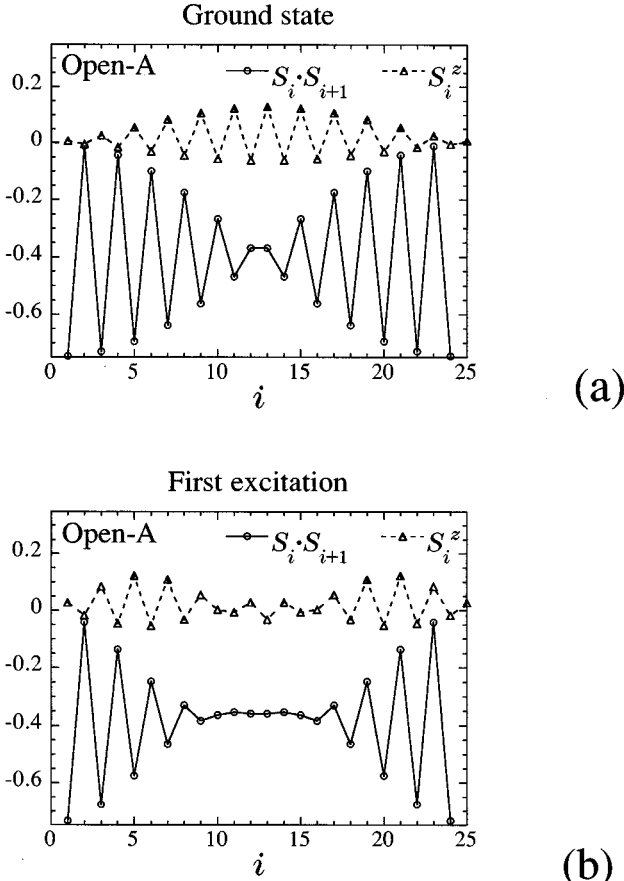 Ground state
Open-A
S_i·S_{i+1}
S_i^z
0.2
0
-0.2
-0.4
-0.6
0 5 10 15 20 25
i
(a)
First excitation
Open-A
S_i·S_{i+1}
S_i^z
0.2
0
-0.2
-0.4
-0.6
0 5 10 15 20 25
i
(b)